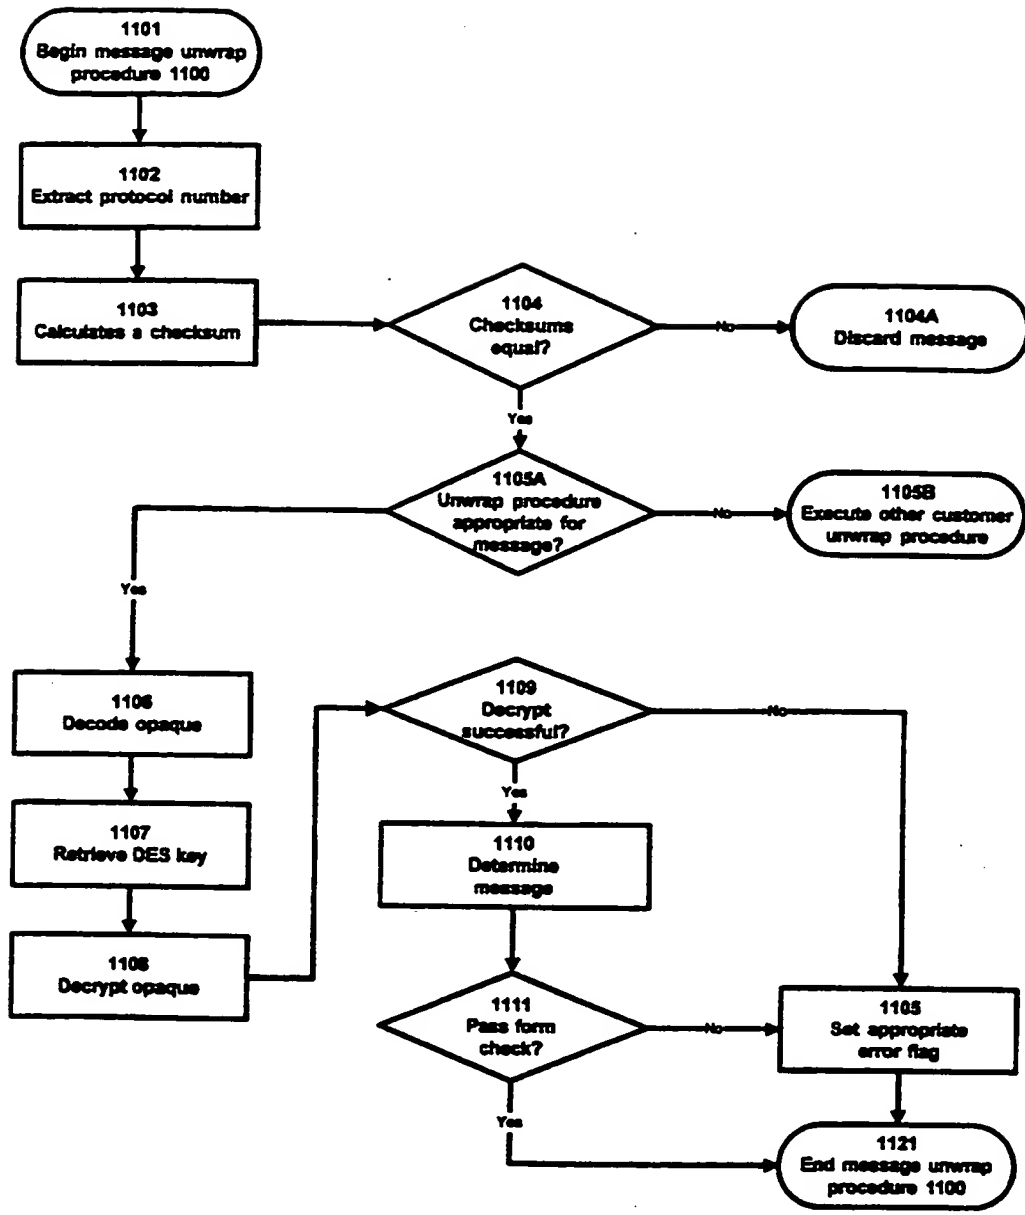 1101
Begin message unwrap
procedure 1100
1102
Extract protocol number
1103
Calculates a checksum
1104
Checksums
equal?
No
1104A
Discard message
Yes
1105A
Unwrap procedure
appropriate for
message?
No
1105B
Execute other customer
unwrap procedure
Yes
1106
Decode opaque
1109
Decrypt
successful?
No
Yes
1107
Retrieve DES key
1110
Determine
message
1108
Decrypt opaque
1111
Pass form
check?
No
1105
Set appropriate
error flag
Yes
1121
End message unwrap
procedure 1100